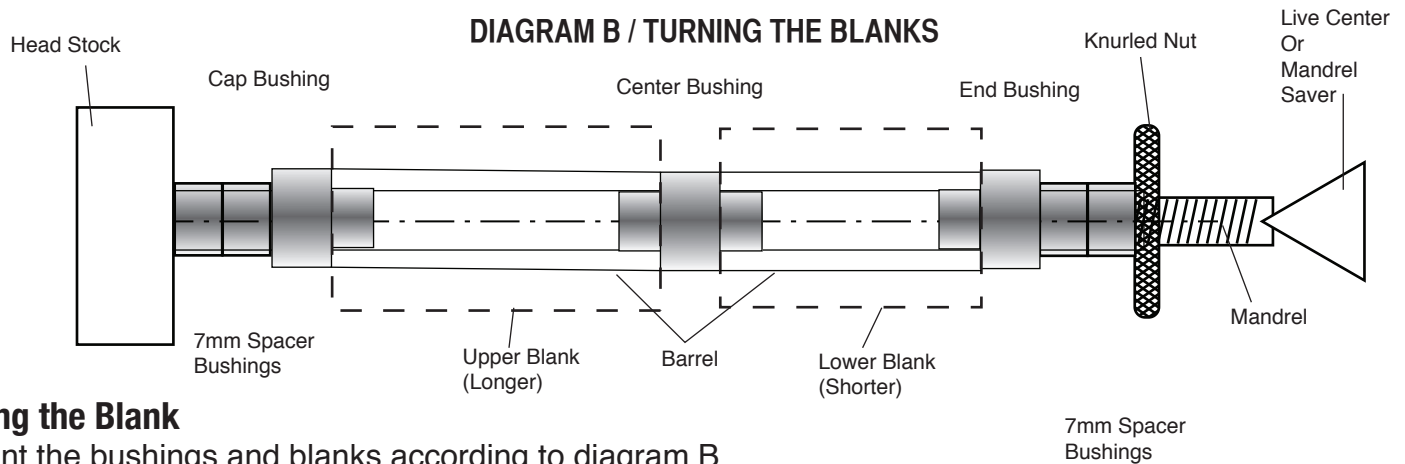 DIAGRAM B / TURNING THE BLANKS
Head Stock
Cap Bushing
Center Bushing
End Bushing
Knurled Nut
Live Center
Or
Mandrel
Saver
7mm Spacer
Bushings
Upper Blank
(Longer)
Barrel
Lower Blank
(Shorter)
Mandrel
7mm Spacer
Bushings
the Blank
the bushings and blanks according to diagram B